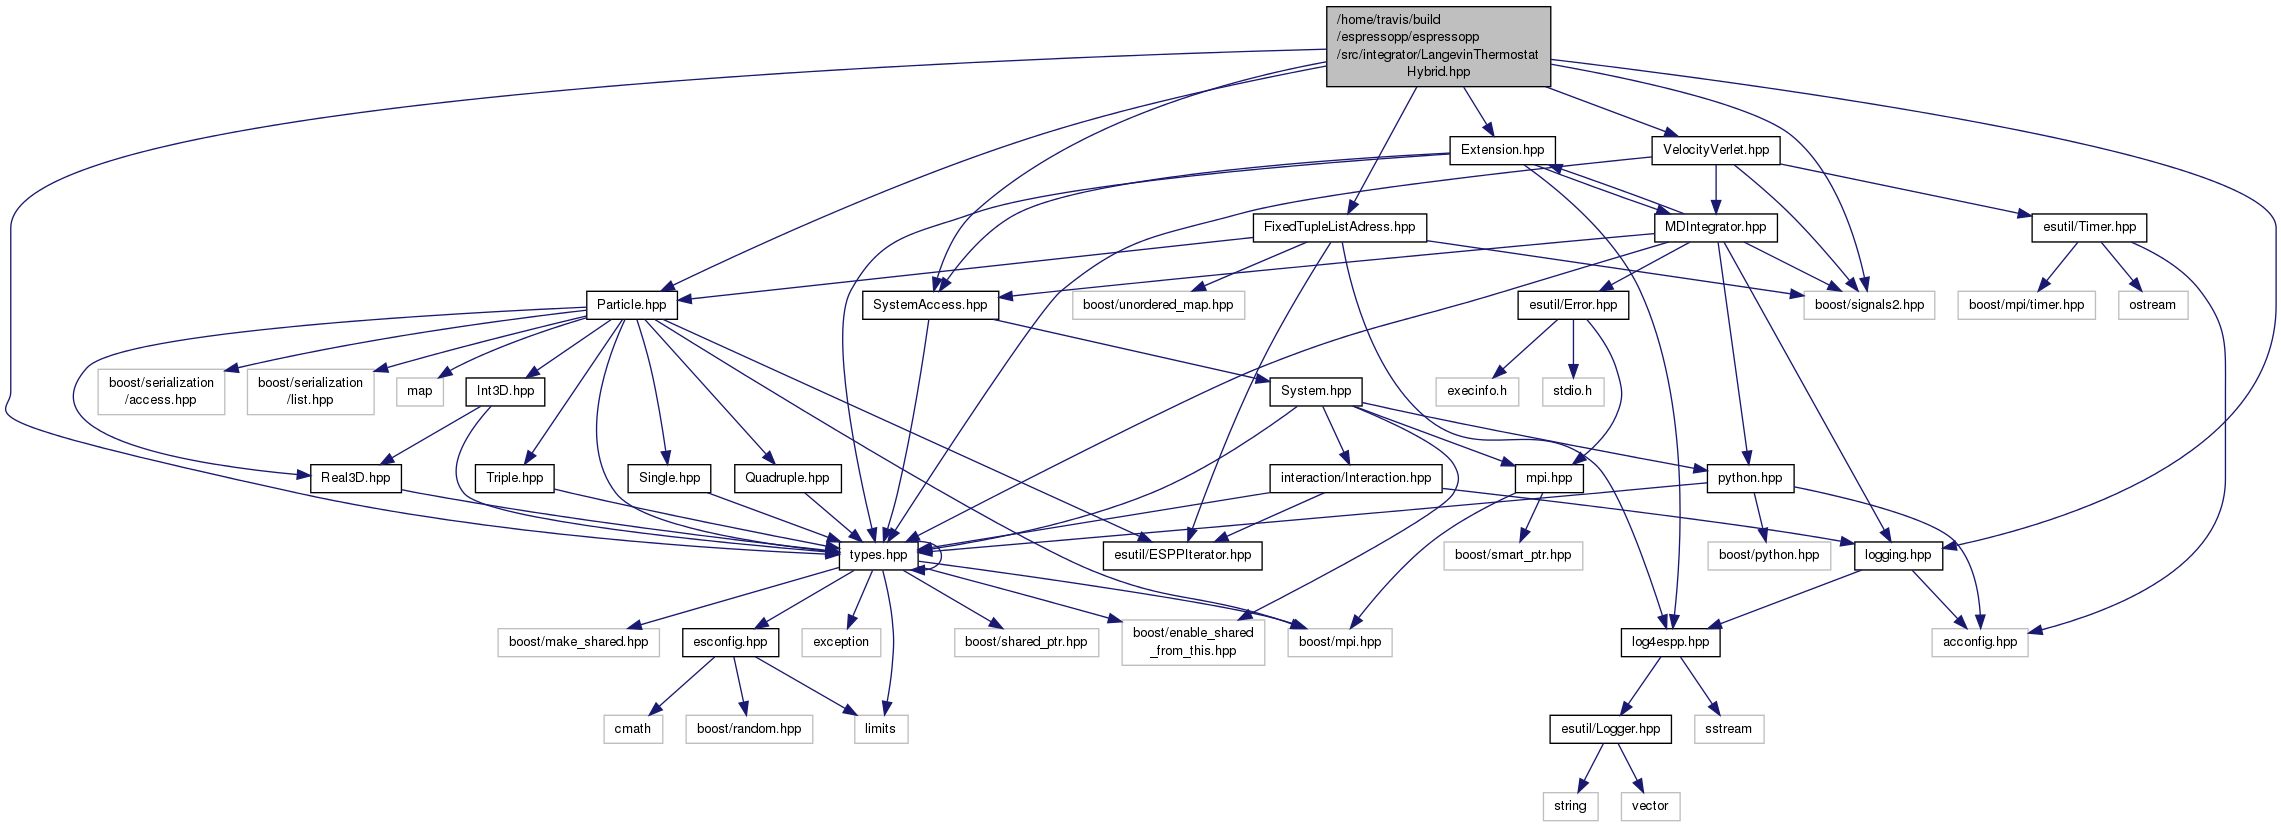 /home/travis/build
/espressopp/espressopp
/src/integrator/LangevinThermostat
Hybrid.hpp
Extension.hpp
VelocityVerlet.hpp
FixedTupleListAdress.hpp
MDIntegrator.hpp
esutil/Timer.hpp
Particle.hpp
SystemAccess.hpp
boost/unordered_map.hpp
esutil/Error.hpp
boost/signals2.hpp
boost/mpi/timer.hpp
ostream
boost/serialization
/access.hpp
boost/serialization
/list.hpp
map
Int3D.hpp
System.hpp
execinfo.h
stdio.h
Real3D.hpp
Triple.hpp
Single.hpp
Quadruple.hpp
interaction/Interaction.hpp
mpi.hpp
python.hpp
types.hpp
esutil/ESPPIterator.hpp
boost/smart_ptr.hpp
boost/python.hpp
logging.hpp
boost/make_shared.hpp
esconfig.hpp
exception
boost/shared_ptr.hpp
boost/enable_shared
_from_this.hpp
boost/mpi.hpp
log4espp.hpp
acconfig.hpp
cmath
boost/random.hpp
limits
esutil/Logger.hpp
sstream
string
vector